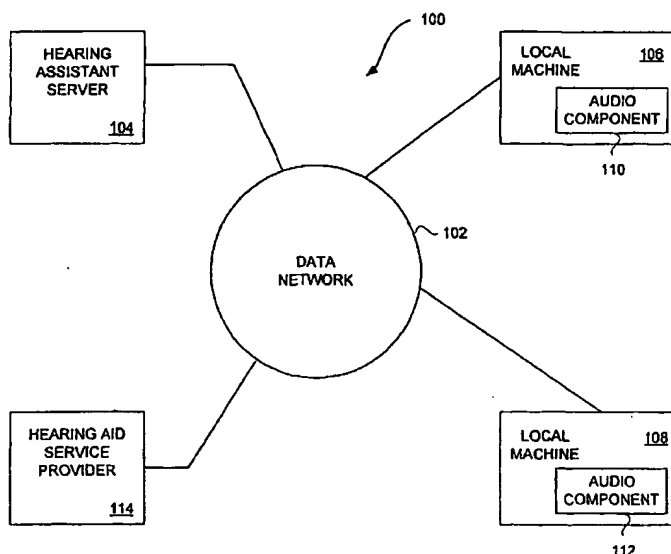 100
HEARING
ASSISTANT
SERVER
104
LOCAL
MACHINE
106
AUDIO
COMPONENT
110
102
DATA
NETWORK
HEARING AID
SERVICE
PROVIDER
114
LOCAL
MACHINE
108
AUDIO
COMPONENT
112